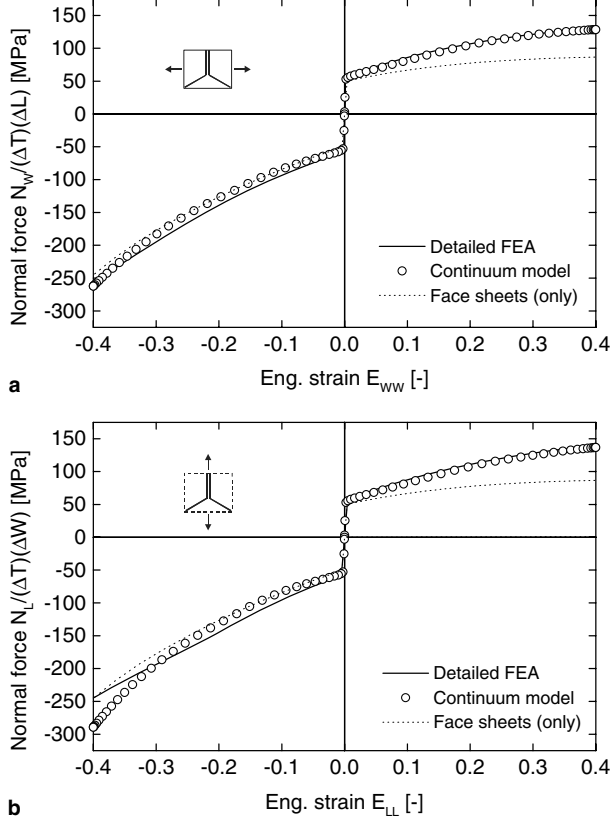 150
100
50
0
-50
-100
-150
-200
-250
-300
Normal force N_W/(ΔT)(ΔL) [MPa]
Detailed FEA
Continuum model
Face sheets (only)
-0.4 -0.3 -0.2 -0.1 0.0 0.1 0.2 0.3 0.4
Eng. strain E_WW [-]
a
150
100
50
0
-50
-100
-150
-200
-250
-300
Normal force N_L/(ΔT)(ΔW) [MPa]
Detailed FEA
Continuum model
Face sheets (only)
-0.4 -0.3 -0.2 -0.1 0.0 0.1 0.2 0.3 0.4
Eng. strain E_LL [-]
b